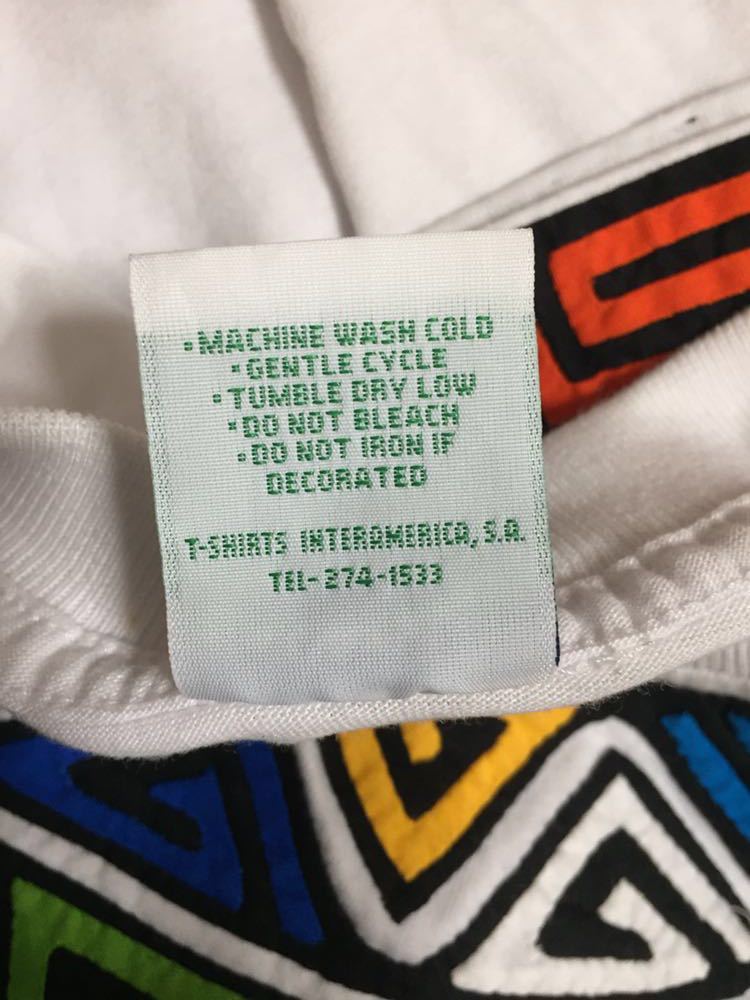 •MACHINE WASH COLD
•GENTLE CYCLE
•TUMBLE DRY LOW
•DO NOT BLEACH
•DO NOT IRON IF
DECORATED
T-SHIRTS INTERAMERICA, S.A.
TEL-274-1533